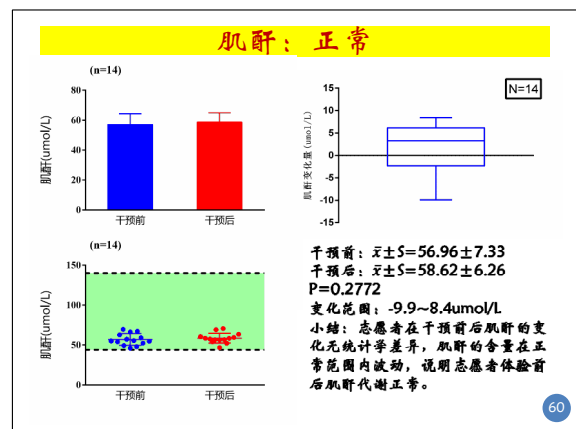 肌酐：正常
(n=14)
80
60
40
20
0
肌酐(umol/L)
干预前
干预后
N=14
15
10
5
0
-5
-10
-15
肌酐变化量(umol/L)
(n=14)
150
100
50
0
肌酐(umol/L)
干预前
干预后
干预前：x̄±S=56.96±7.33
干预后：x̄±S=58.62±6.26
P=0.2772
变化范围：-9.9~8.4umol/L
小结：志愿者在干预前后肌酐的变
化无统计学差异，肌酐的含量在正
常范围内波动，说明志愿者体验前
后肌酐代谢正常。
60